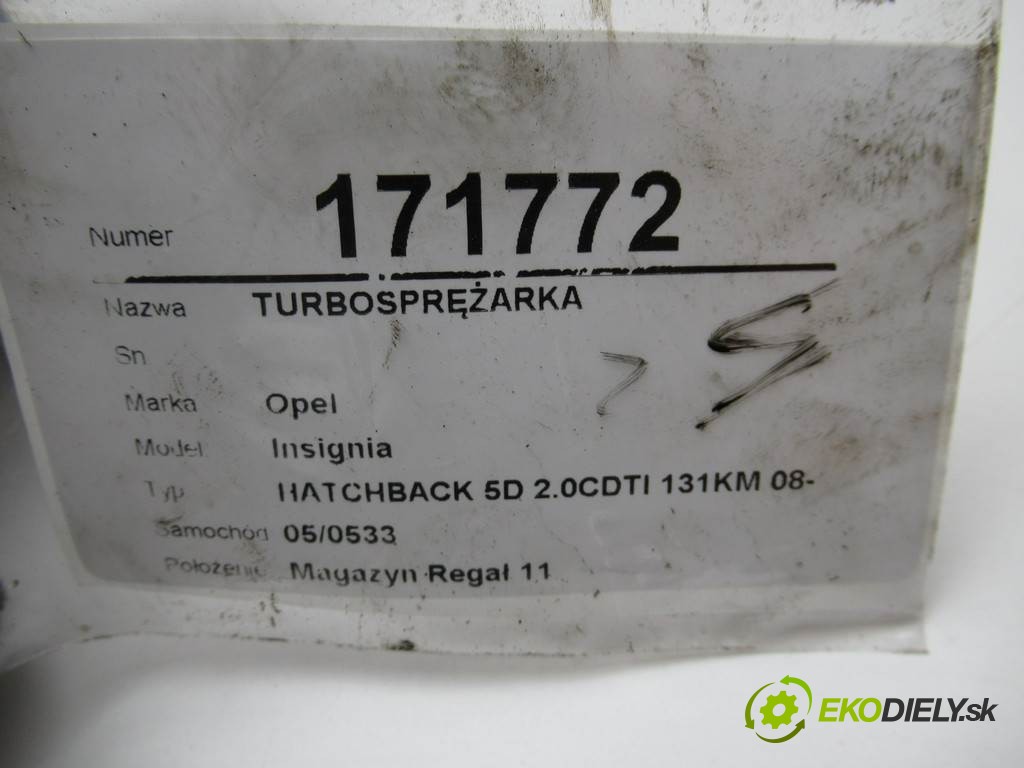 Numer 171772
Nazwa TURBOSPRĘŻARKA
Sn
Marka Opel
Model Insignia
Typ HATCHBACK 5D 2.0CDTI 131KM 08-
Samochód 05/0533
Położenie Magazyn Regał 11
EKODIELY.sk